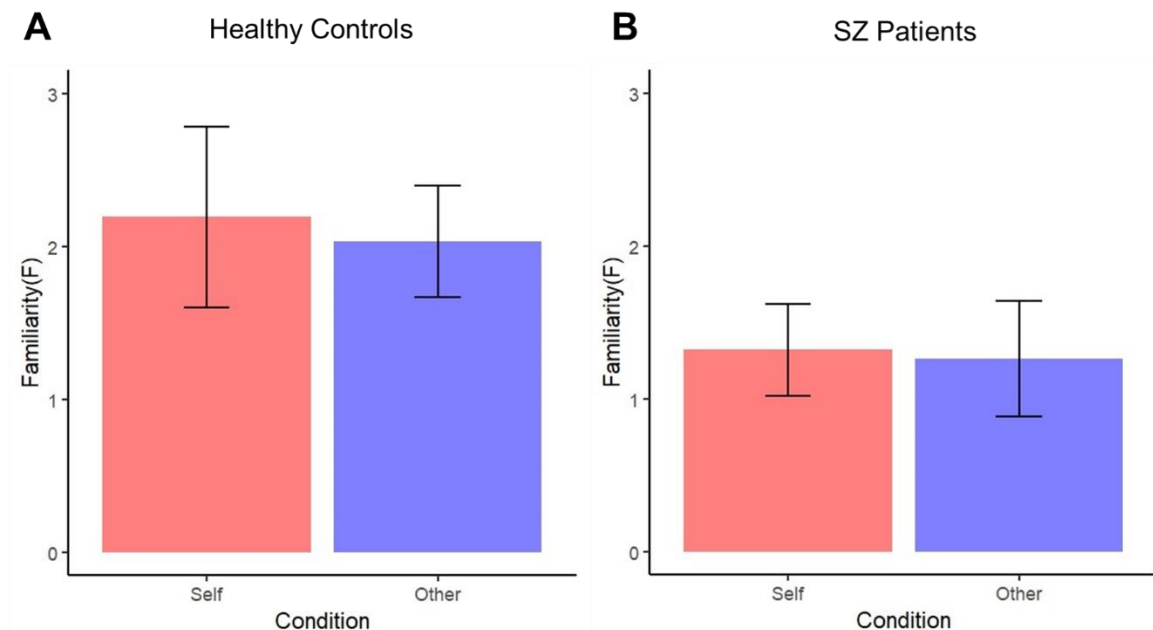 A Healthy Controls
3
2
1
0
Familiarity(F)
Self Other
Condition
B SZ Patients
3
2
1
0
Familiarity(F)
Self Other
Condition